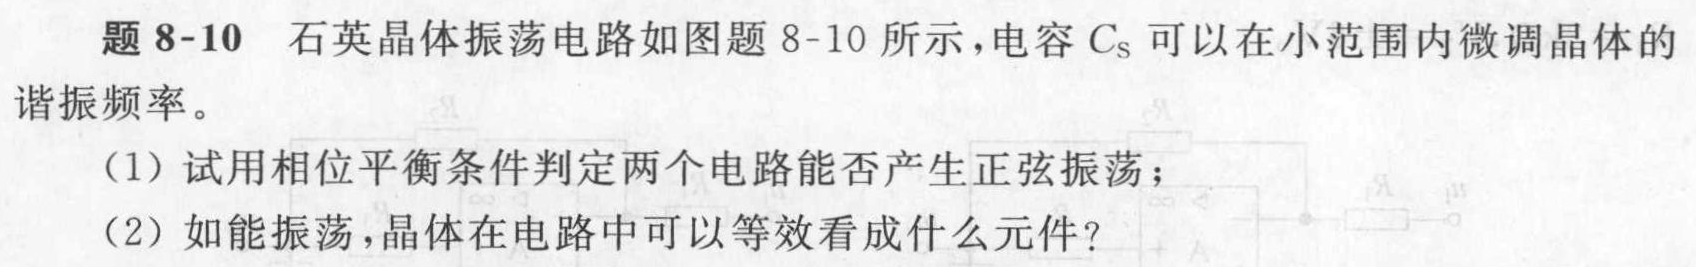 题 8-10 石英晶体振荡电路如图题 8-10 所示,电容 Cs 可以在小范围内微调晶体的
谐振频率。
(1) 试用相位平衡条件判定两个电路能否产生正弦振荡;
(2) 如能振荡,晶体在电路中可以等效看成什么元件?